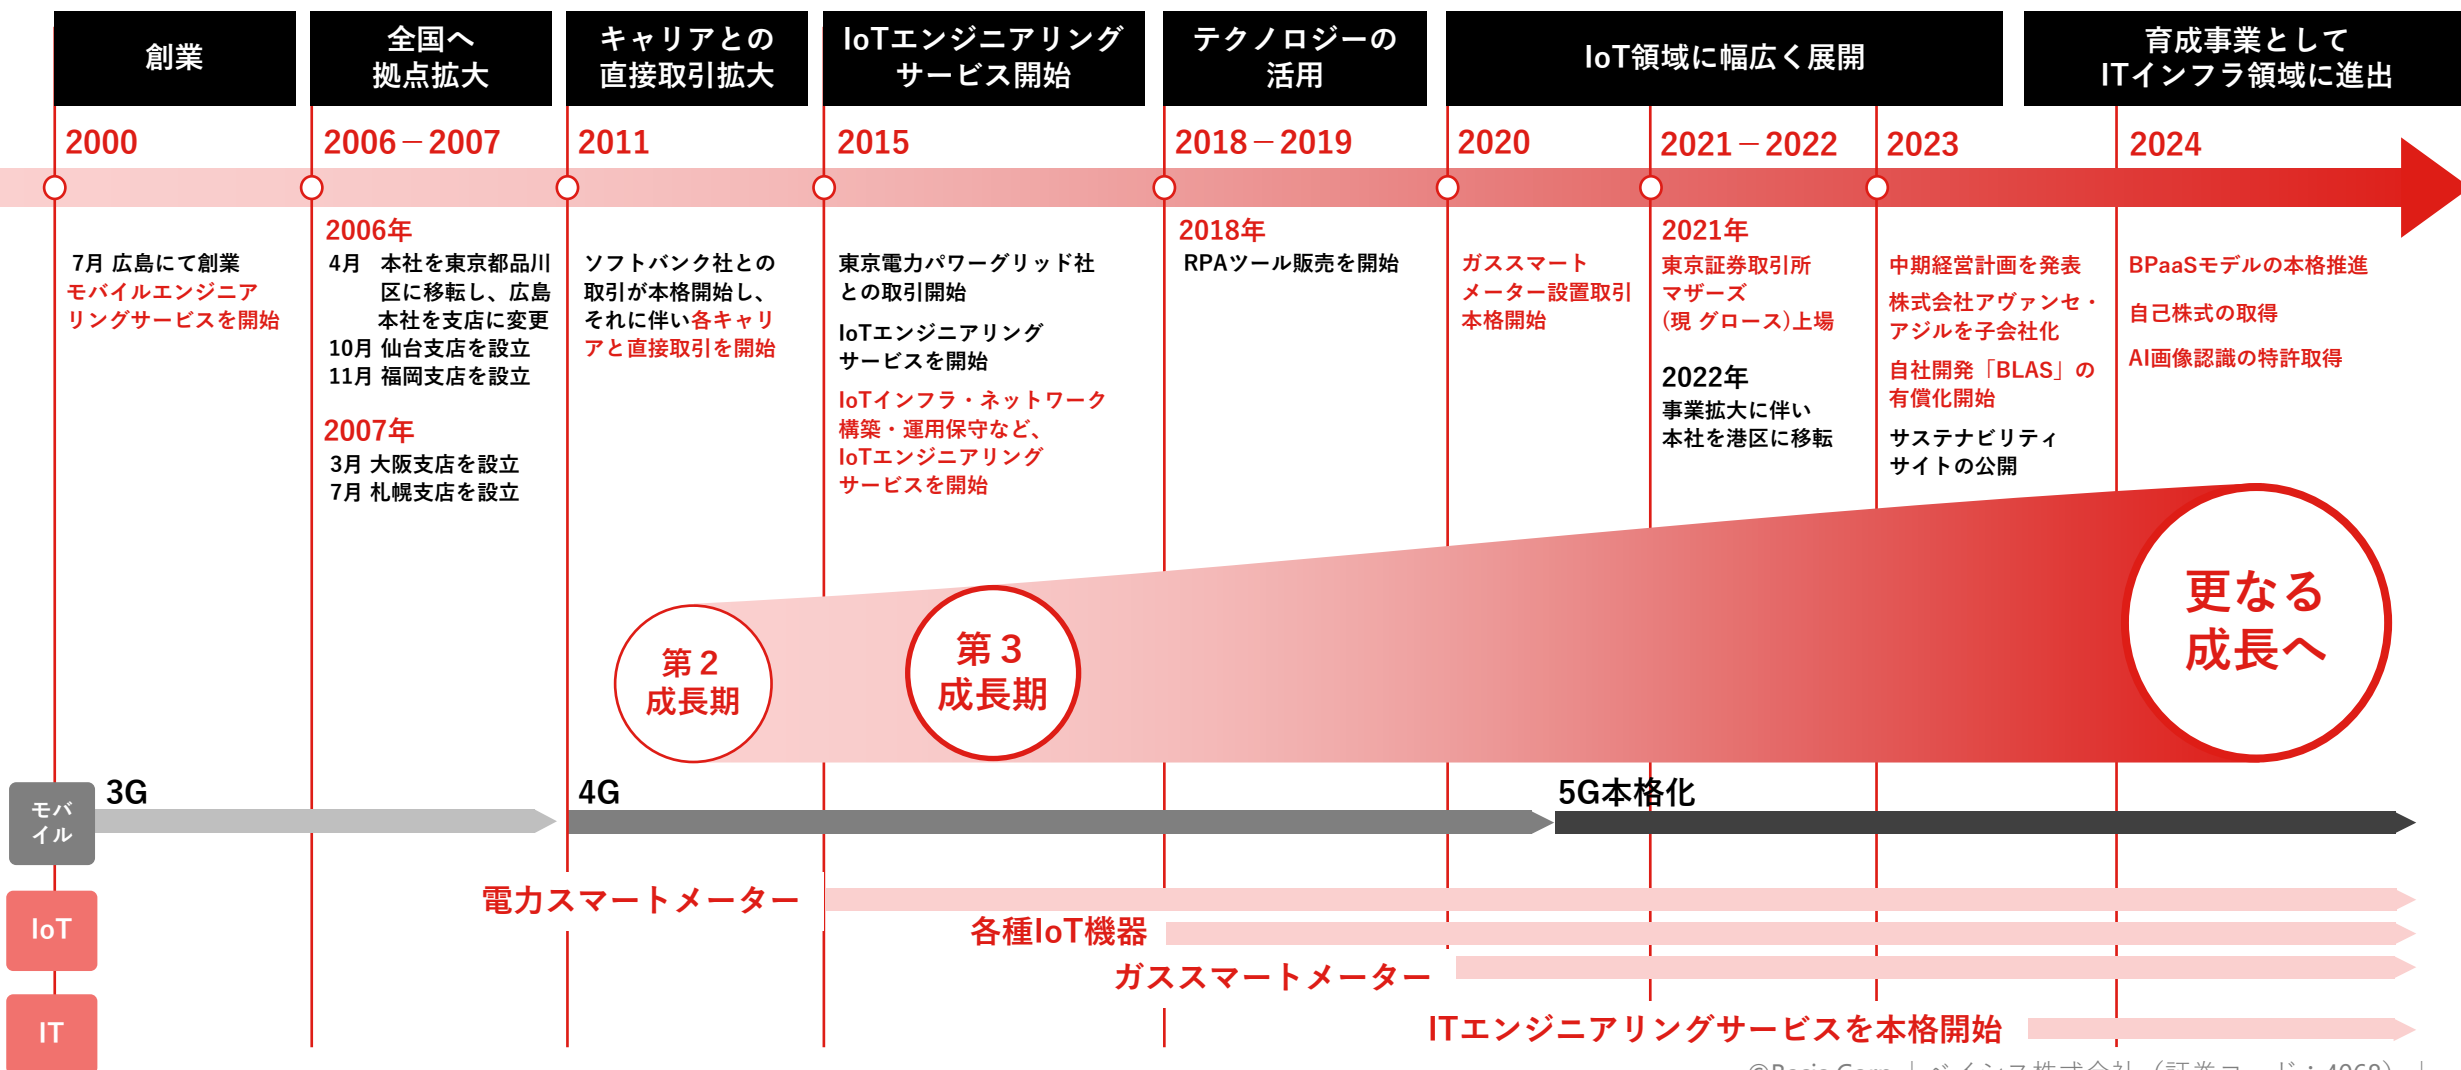 創業
全国へ
拠点拡大
キャリアとの
直接取引拡大
IoTエンジニアリング
サービス開始
テクノロジーの
活用
IoT領域に幅広く展開
育成事業として
ITインフラ領域に進出
2000
2006－2007
2011
2015
2018－2019
2020
2021－2022
2023
2024
7月 広島にて創業
モバイルエンジニア
リングサービスを開始
2006年
4月 本社を東京都品川
区に移転し、広島
本社を支店に変更
10月 仙台支店を設立
11月 福岡支店を設立
2007年
3月 大阪支店を設立
7月 札幌支店を設立
ソフトバンク社との
取引が本格開始し、
それに伴い各キャリ
アと直接取引を開始
東京電力パワーグリッド社
との取引開始
IoTエンジニアリング
サービスを開始
IoTインフラ・ネットワーク
構築・運用保守など、
IoTエンジニアリング
サービスを開始
2018年
RPAツール販売を開始
ガススマート
メーター設置取引
本格開始
2021年
東京証券取引所
マザーズ
(現 グロース)上場
2022年
事業拡大に伴い
本社を港区に移転
中期経営計画を発表
株式会社アヴァンセ・
アジルを子会社化
自社開発「BLAS」の
有償化開始
サステナビリティ
サイトの公開
BPaaSモデルの本格推進
自己株式の取得
AI画像認識の特許取得
第２
成長期
第３
成長期
更なる
成長へ
モバ
イル
3G
4G
5G本格化
IoT
電力スマートメーター
各種IoT機器
ガススマートメーター
IT
ITエンジニアリングサービスを本格開始
©Basis Corp.｜ベイシス株式会社（証券コード：4068）｜